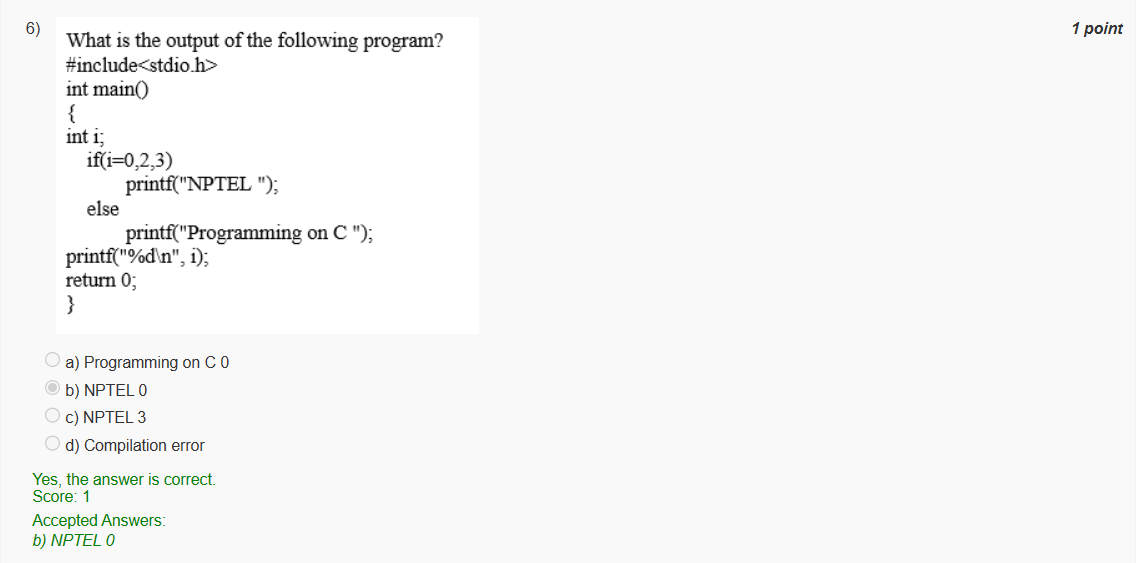 6)
1 point
What is the output of the following program?
#include<stdio.h>
int main()
{
int i;
if(i=0,2,3)
printf("NPTEL ");
else
printf("Programming on C ");
printf("%d\n", i);
return 0;
}
a) Programming on C 0
b) NPTEL 0
c) NPTEL 3
d) Compilation error
Yes, the answer is correct.
Score: 1
Accepted Answers:
b) NPTEL 0